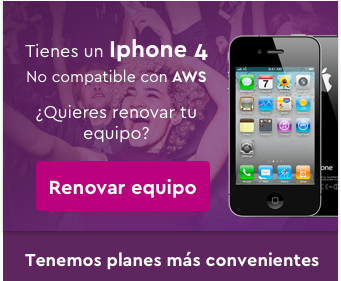 Tienes un Iphone 4
No compatible con AWS
¿Quieres renovar tu
equipo?
Renovar equipo
Tenemos planes más convenientes